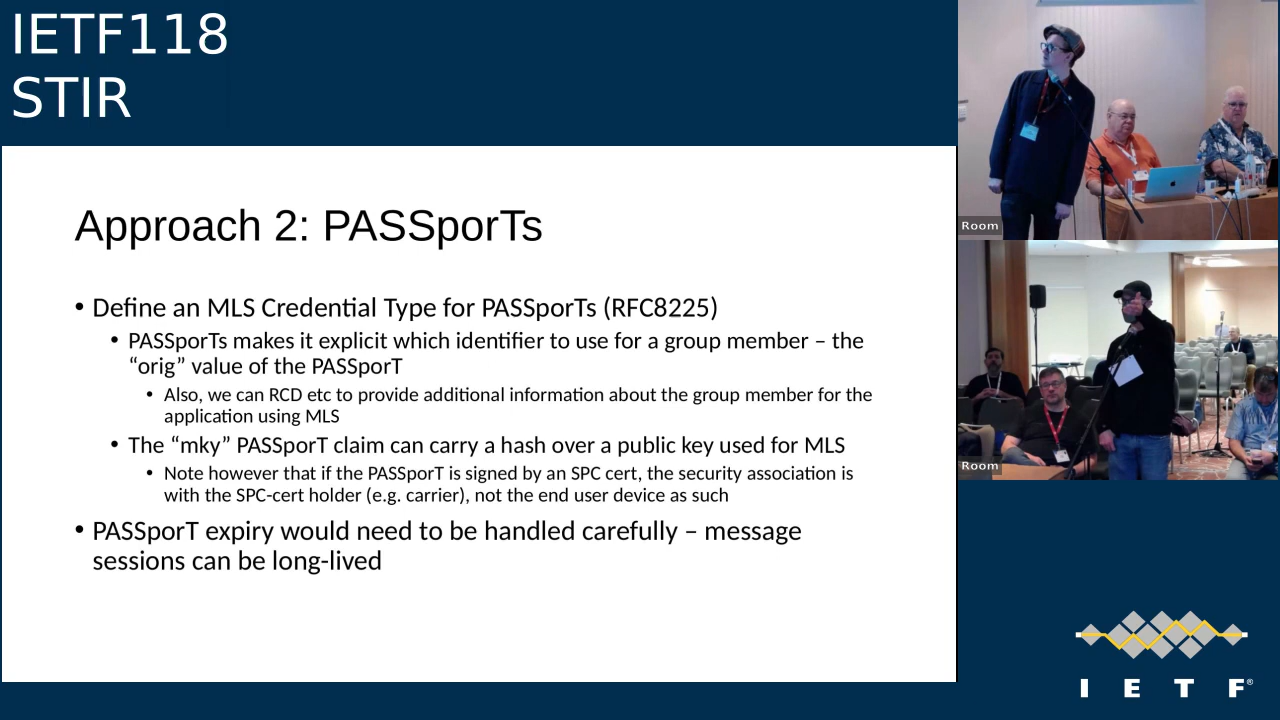 IETF118
STIR
Approach 2: PASSporTs
• Define an MLS Credential Type for PASSporTs (RFC8225)
• PASSporTs makes it explicit which identifier to use for a group member – the
“orig” value of the PASSporT
• Also, we can RCD etc to provide additional information about the group member for the
application using MLS
• The “mky” PASSporT claim can carry a hash over a public key used for MLS
• Note however that if the PASSporT is signed by an SPC cert, the security association is
with the SPC-cert holder (e.g. carrier), not the end user device as such
• PASSporT expiry would need to be handled carefully – message
sessions can be long-lived
Room
Room
I E T F®